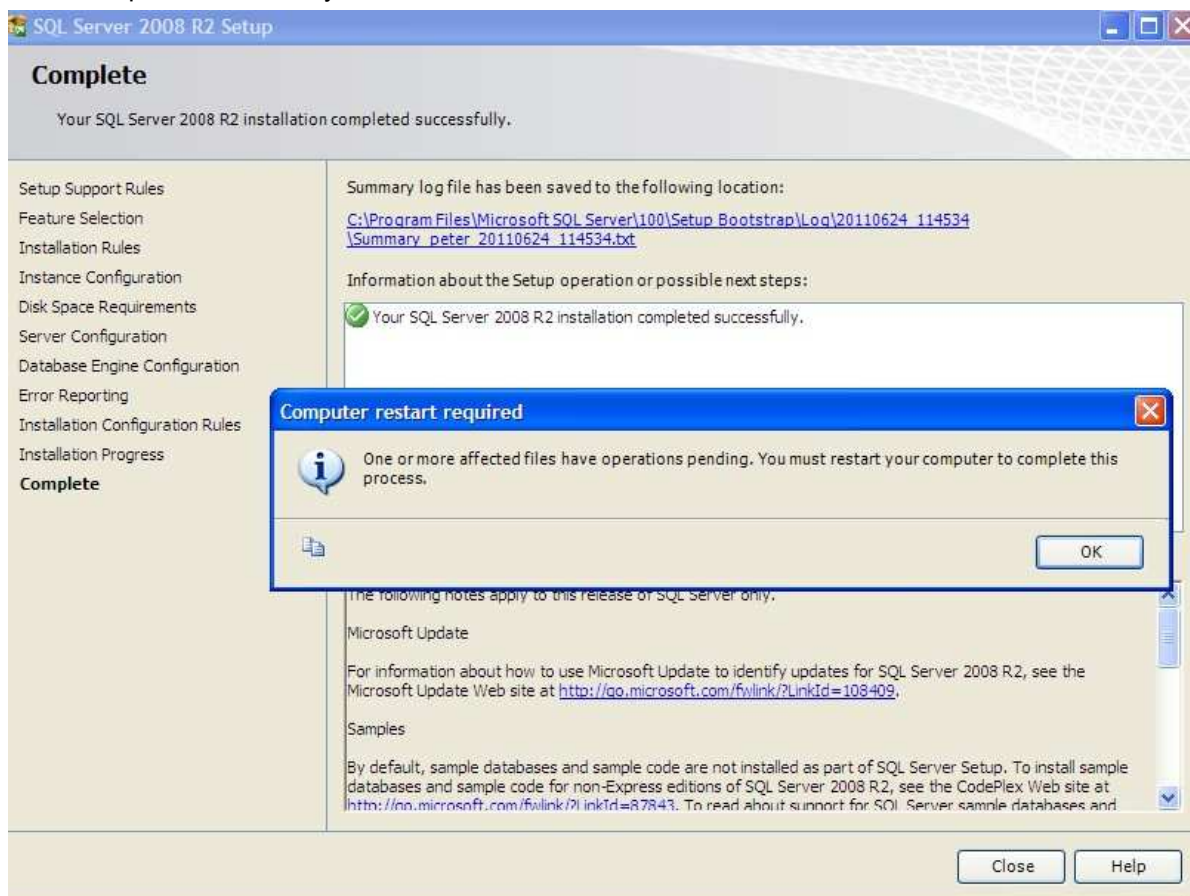 SQL Server 2008 R2 Setup
Complete
Your SQL Server 2008 R2 installation completed successfully.
Setup Support Rules
Feature Selection
Installation Rules
Instance Configuration
Disk Space Requirements
Server Configuration
Database Engine Configuration
Error Reporting
Installation Configuration Rules
Installation Progress
Complete
Summary log file has been saved to the following location:
C:\Program Files\Microsoft SQL Server\100\Setup Bootstrap\Log\20110624_114534
\Summary_peter_20110624_114534.txt
Information about the Setup operation or possible next steps:
Your SQL Server 2008 R2 installation completed successfully.
Computer restart required
One or more affected files have operations pending. You must restart your computer to complete this
process.
OK
The following notes apply to this release of SQL Server only.
Microsoft Update
For information about how to use Microsoft Update to identify updates for SQL Server 2008 R2, see the
Microsoft Update Web site at http://go.microsoft.com/fwlink/?LinkId=108409.
Samples
By default, sample databases and sample code are not installed as part of SQL Server Setup. To install sample
databases and sample code for non-Express editions of SQL Server 2008 R2, see the CodePlex Web site at
http://go.microsoft.com/fwlink/?LinkId=87843. To read about support for SQL Server sample databases and
Close
Help